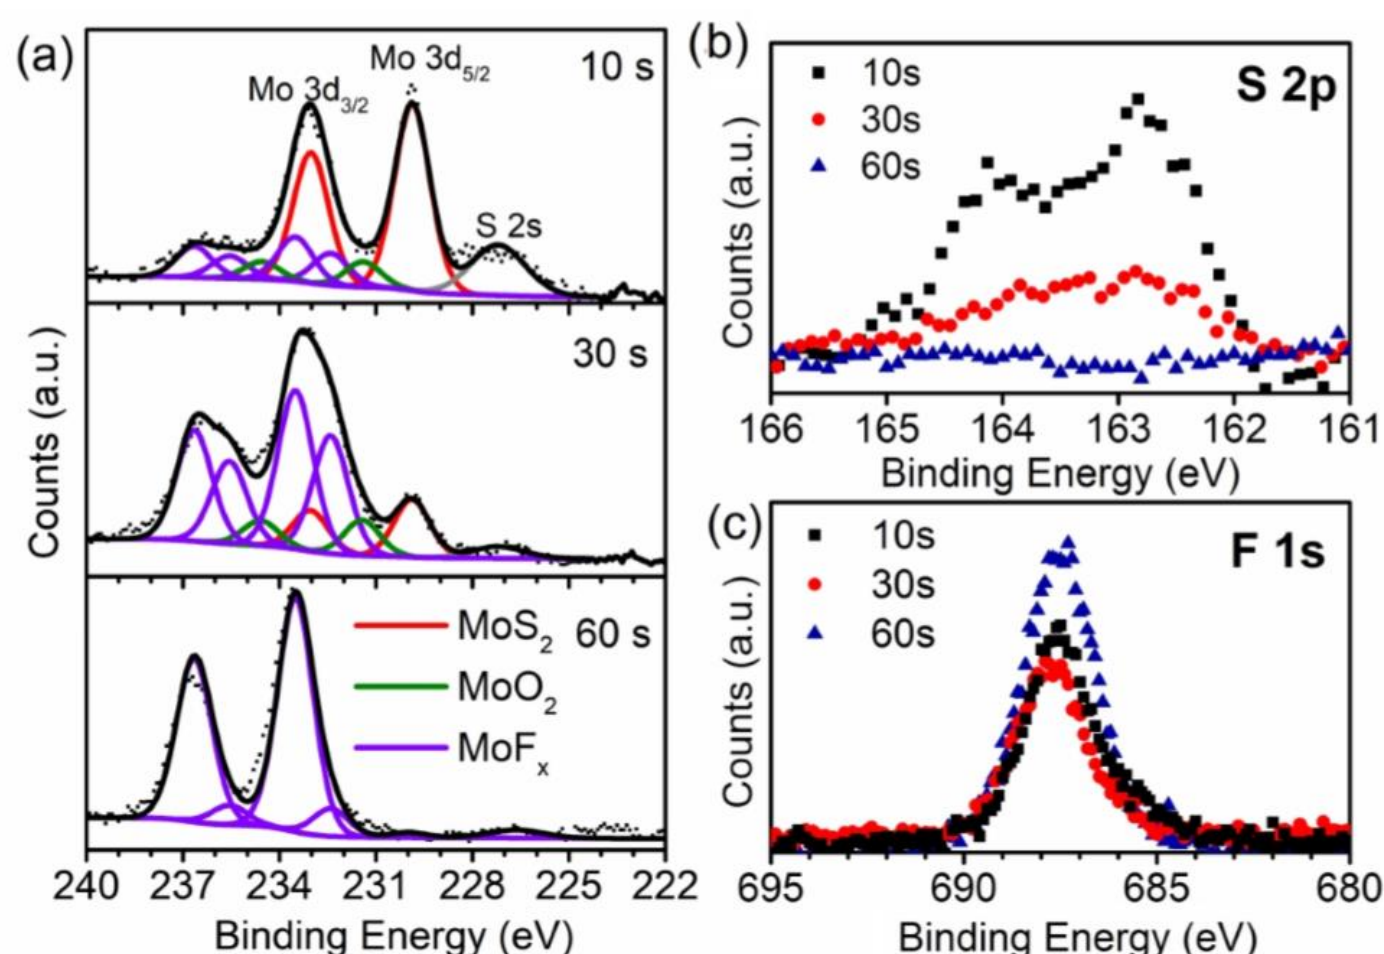 (a)
Mo 3d3/2
Mo 3d5/2
10 s
S 2s
30 s
60 s
MoS2
MoO2
MoFx
Counts (a.u.)
240 237 234 231 228 225 222
Binding Energy (eV)
(b)
S 2p
10s
30s
60s
Counts (a.u.)
166 165 164 163 162 161
Binding Energy (eV)
(c)
F 1s
10s
30s
60s
Counts (a.u.)
695 690 685 680
Binding Energy (eV)